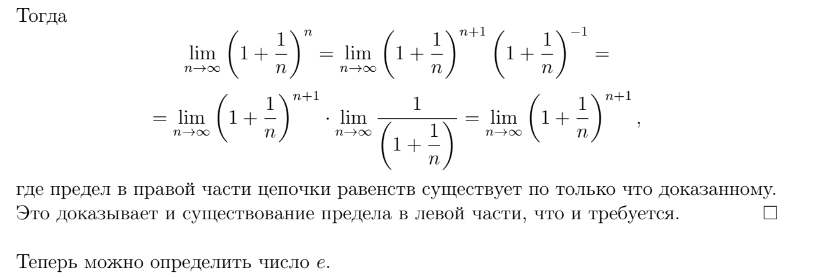 Тогда
$$\lim_{n\to\infty}\left(1+\frac{1}{n}\right)^{n}=\lim_{n\to\infty}\left(1+\frac{1}{n}\right)^{n+1}\left(1+\frac{1}{n}\right)^{-1}=$$
$$=\lim_{n\to\infty}\left(1+\frac{1}{n}\right)^{n+1}\cdot\lim_{n\to\infty}\frac{1}{\left(1+\frac{1}{n}\right)}=\lim_{n\to\infty}\left(1+\frac{1}{n}\right)^{n+1},$$
где предел в правой части цепочки равенств существует по только что доказанному.
Это доказывает и существование предела в левой части, что и требуется. □
Теперь можно определить число e.